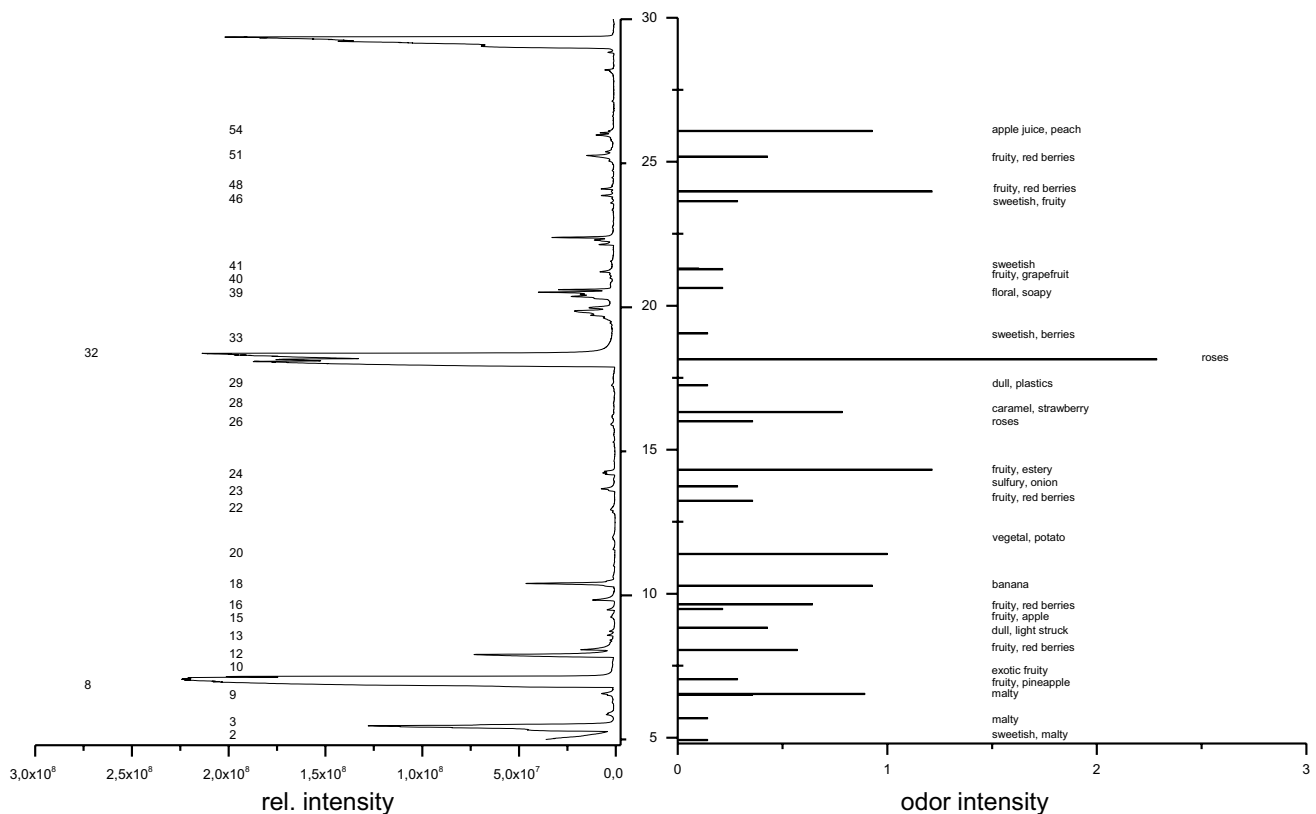 30
54
apple juice, peach
51
25
fruity, red berries
48
fruity, red berries
46
sweetish, fruity
41
sweetish
40
fruity, grapefruit
39
floral, soapy
20
33
sweetish, berries
32
roses
29
dull, plastics
28
caramel, strawberry
26
roses
15
24
fruity, estery
23
sulfury, onion
22
fruity, red berries
20
vegetal, potato
18
10
banana
16
fruity, red berries
15
fruity, apple
13
dull, light struck
12
fruity, red berries
10
exotic fruity
8
fruity, pineapple
9
malty
3
malty
2
5
sweetish, malty
3,0x10⁸ 2,5x10⁸ 2,0x10⁸ 1,5x10⁸ 1,0x10⁸ 5,0x10⁷ 0,0
0 1 2 3
rel. intensity
odor intensity